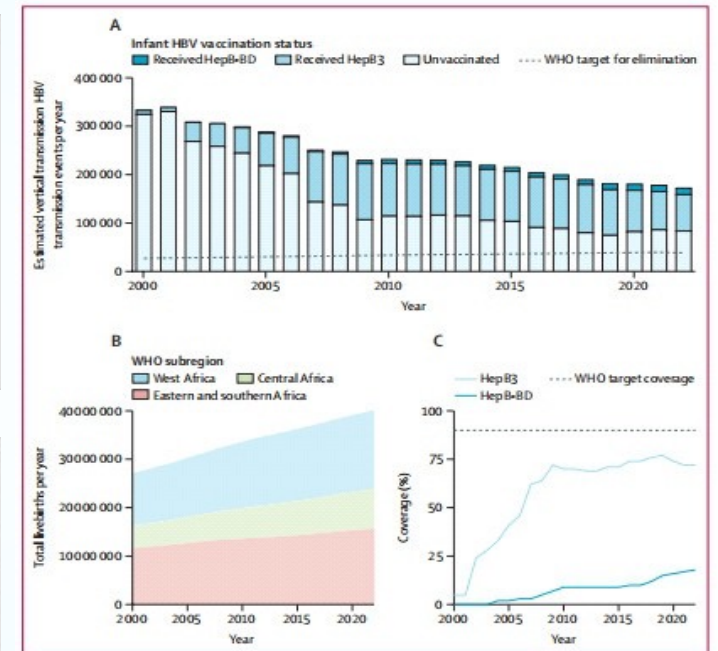 A
Infant HBV vaccination status
Received HepB-BD Received HepB3 Unvaccinated WHO target for elimination
Estimated vertical transmission HBV
transmission events per year
400 000
300 000
200 000
100 000
0
2000 2005 2010 2015 2020
Year
B
WHO subregion
West Africa Central Africa
Eastern and southern Africa
Total livebirths per year
40 000 000
30 000 000
20 000 000
10 000 000
0
2000 2005 2010 2015 2020
Year
C
HepB3 WHO target coverage
HepB-BD
Coverage (%)
100
75
50
25
0
2000 2005 2010 2015 2020
Year